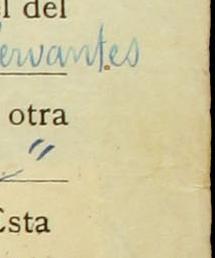 l del
ervantes
otra
"
Esta